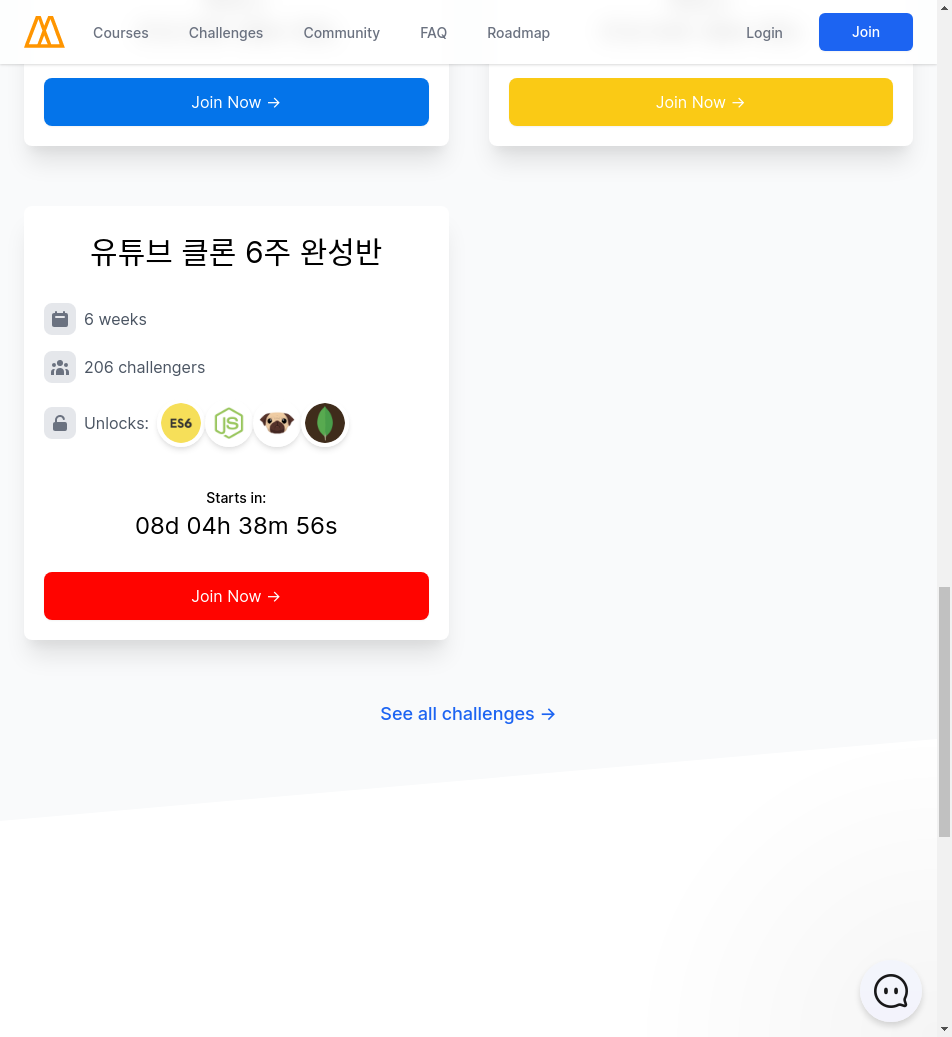 Courses Challenges Community FAQ Roadmap Login Join
Join Now → Join Now →
유튜브 클론 6주 완성반
6 weeks
206 challengers
Unlocks: ES6 JS
Starts in:
08d 04h 38m 56s
Join Now →
See all challenges →